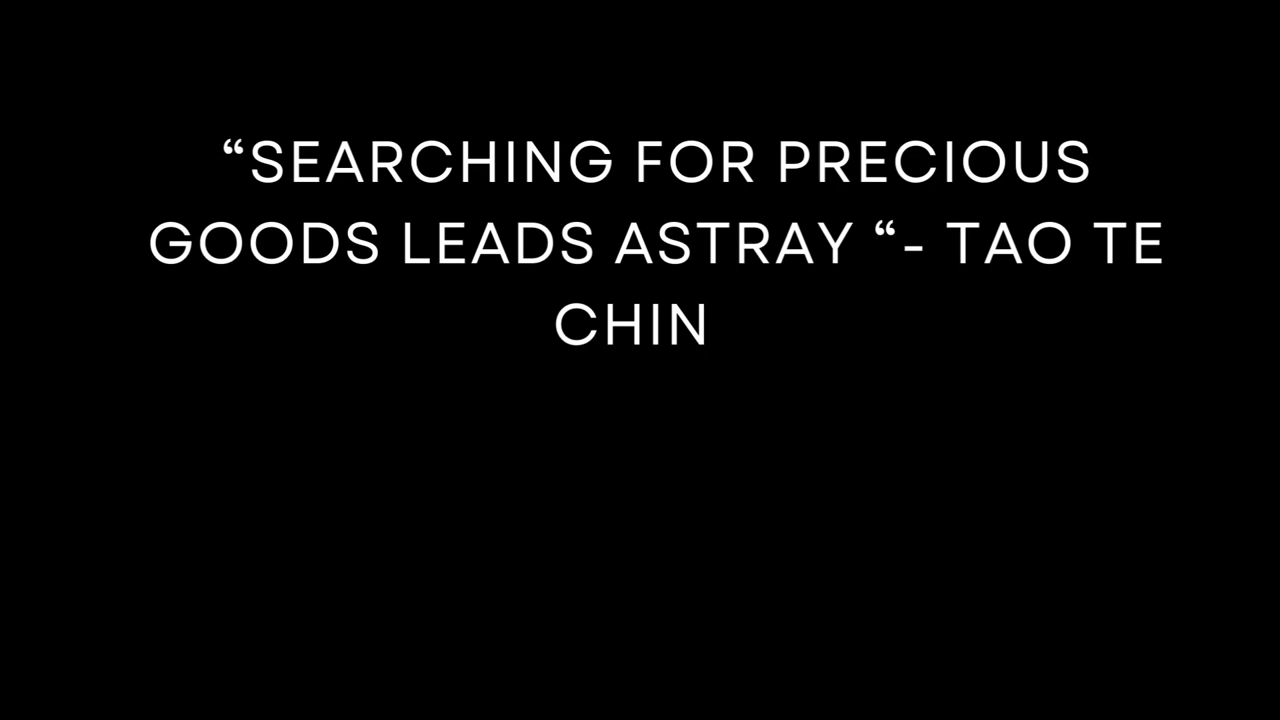 “SEARCHING FOR PRECIOUS
GOODS LEADS ASTRAY “- TAO TE
CHIN